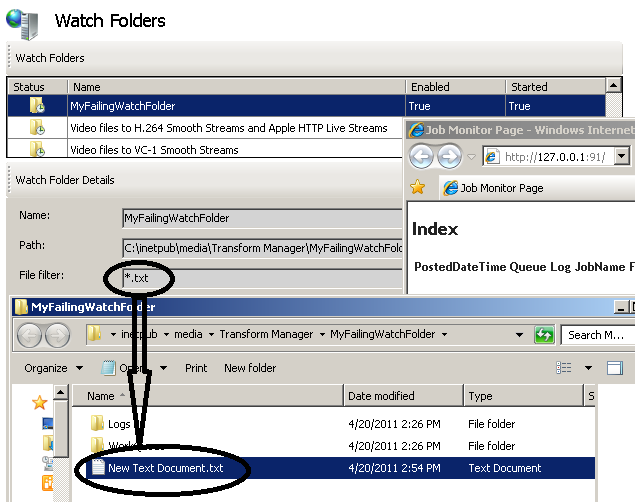 Watch Folders
Watch Folders
Status Name Enabled Started
MyFailingWatchFolder True True
Video files to H.264 Smooth Streams and Apple HTTP Live Streams
Video files to VC-1 Smooth Streams
Watch Folder Details
Name: MyFailingWatchFolder
Path: C:\inetpub\media\Transform Manager\MyFailingWatchFolc
File filter: *.txt
Job Monitor Page - Windows Internet
http://127.0.0.1:91/
Job Monitor Page
Index
PostedDateTime Queue Log JobName F
MyFailingWatchFolder
inetpub media Transform Manager MyFailingWatchFolder Search M...
Organize Print New folder
Name Date modified Type S
Logs 4/20/2011 2:26 PM File folder
4/20/2011 2:26 PM File folder
New Text Document.txt 4/20/2011 2:54 PM Text Document